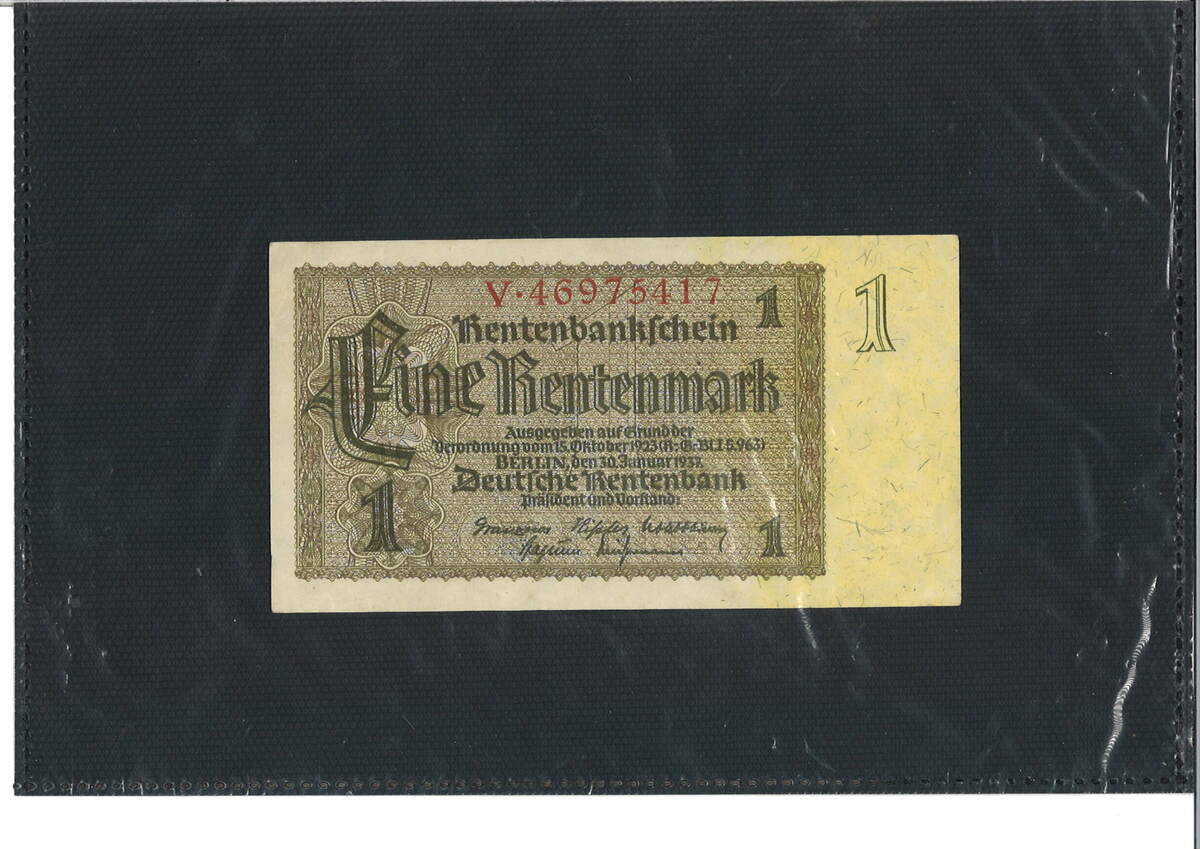 V·46975417
1
1
Rentenbankschein
Eine Rentenmark
Ausgegeben auf Grund der
Verordnung vom 15. Oktober 1923 (R.-G.-Bl. I S. 963)
BERLIN, den 30. Januar 1937.
Deutsche Rentenbank
Präsident und Vorstand:
1
1